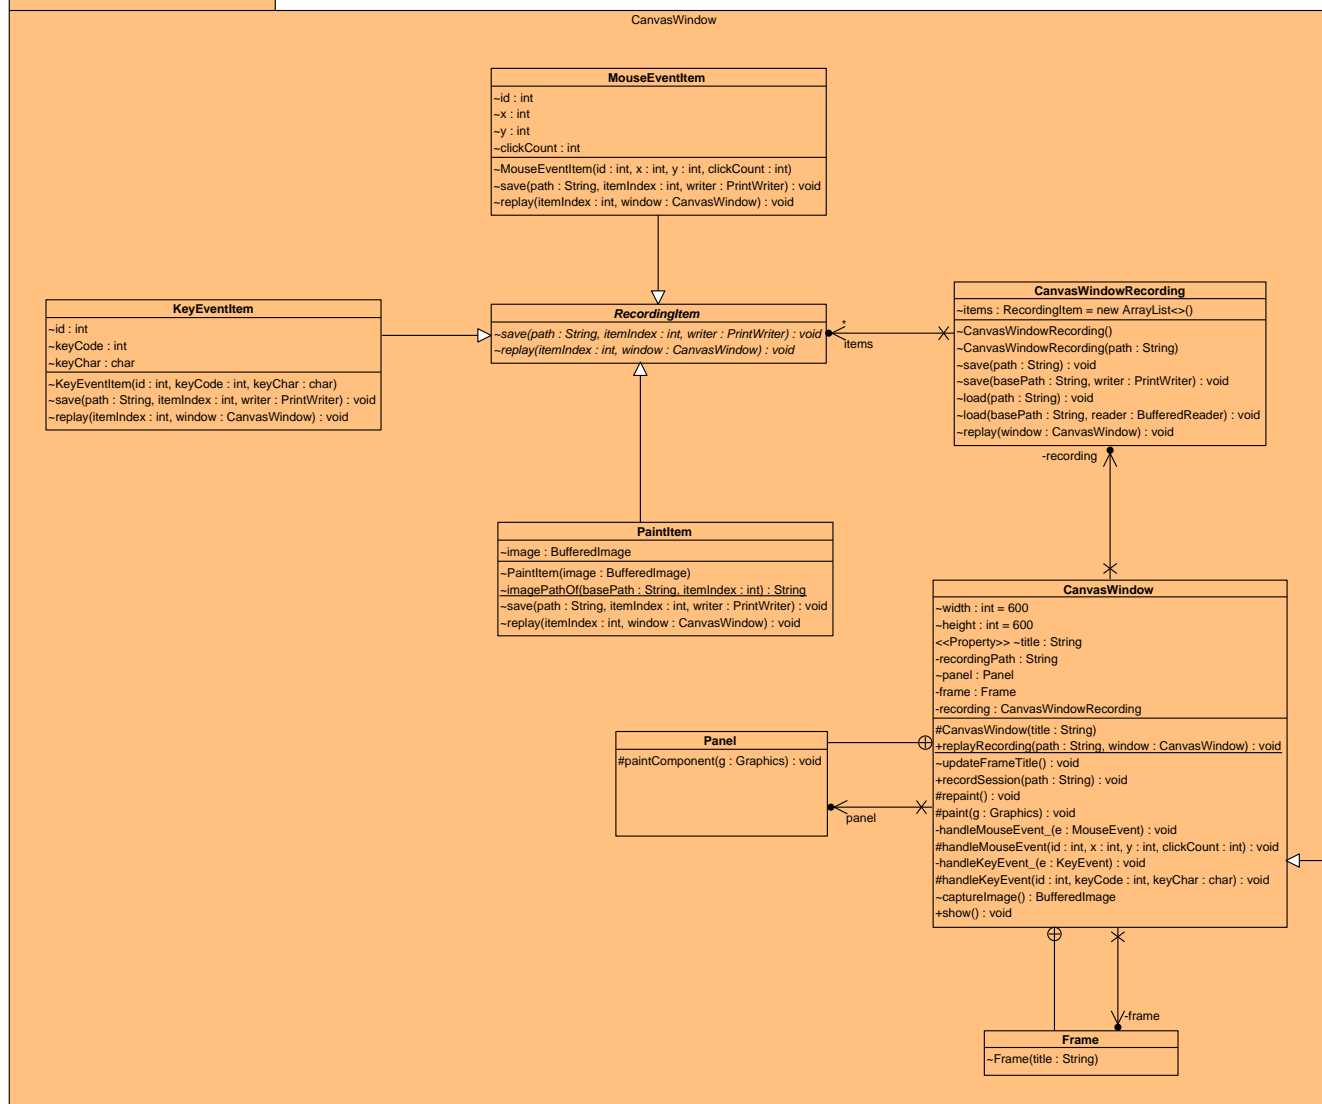 CanvasWindow
MouseEventItem
~id : int
~x : int
~y : int
~clickCount : int
~MouseEventItem(id : int, x : int, y : int, clickCount : int)
~save(path : String, itemIndex : int, writer : PrintWriter) : void
~replay(itemIndex : int, window : CanvasWindow) : void
KeyEventItem
~id : int
~keyCode : int
~keyChar : char
~KeyEventItem(id : int, keyCode : int, keyChar : char)
~save(path : String, itemIndex : int, writer : PrintWriter) : void
~replay(itemIndex : int, window : CanvasWindow) : void
RecordingItem
~save(path : String, itemIndex : int, writer : PrintWriter) : void
~replay(itemIndex : int, window : CanvasWindow) : void
*
items
CanvasWindowRecording
~items : RecordingItem = new ArrayList<>()
~CanvasWindowRecording()
~CanvasWindowRecording(path : String)
~save(path : String) : void
~save(basePath : String, writer : PrintWriter) : void
~load(path : String) : void
~load(basePath : String, reader : BufferedReader) : void
~replay(window : CanvasWindow) : void
-recording
PaintItem
~image : BufferedImage
~PaintItem(image : BufferedImage)
~imagePathOf(basePath : String, itemIndex : int) : String
~save(path : String, itemIndex : int, writer : PrintWriter) : void
~replay(itemIndex : int, window : CanvasWindow) : void
CanvasWindow
~width : int = 600
~height : int = 600
<<Property>> ~title : String
-recordingPath : String
~panel : Panel
-frame : Frame
-recording : CanvasWindowRecording
#CanvasWindow(title : String)
+replayRecording(path : String, window : CanvasWindow) : void
~updateFrameTitle() : void
+recordSession(path : String) : void
#repaint() : void
#paint(g : Graphics) : void
-handleMouseEvent_(e : MouseEvent) : void
#handleMouseEvent(id : int, x : int, y : int, clickCount : int) : void
-handleKeyEvent_(e : KeyEvent) : void
#handleKeyEvent(id : int, keyCode : int, keyChar : char) : void
~captureImage() : BufferedImage
+show() : void
Panel
#paintComponent(g : Graphics) : void
panel
-frame
Frame
~Frame(title : String)